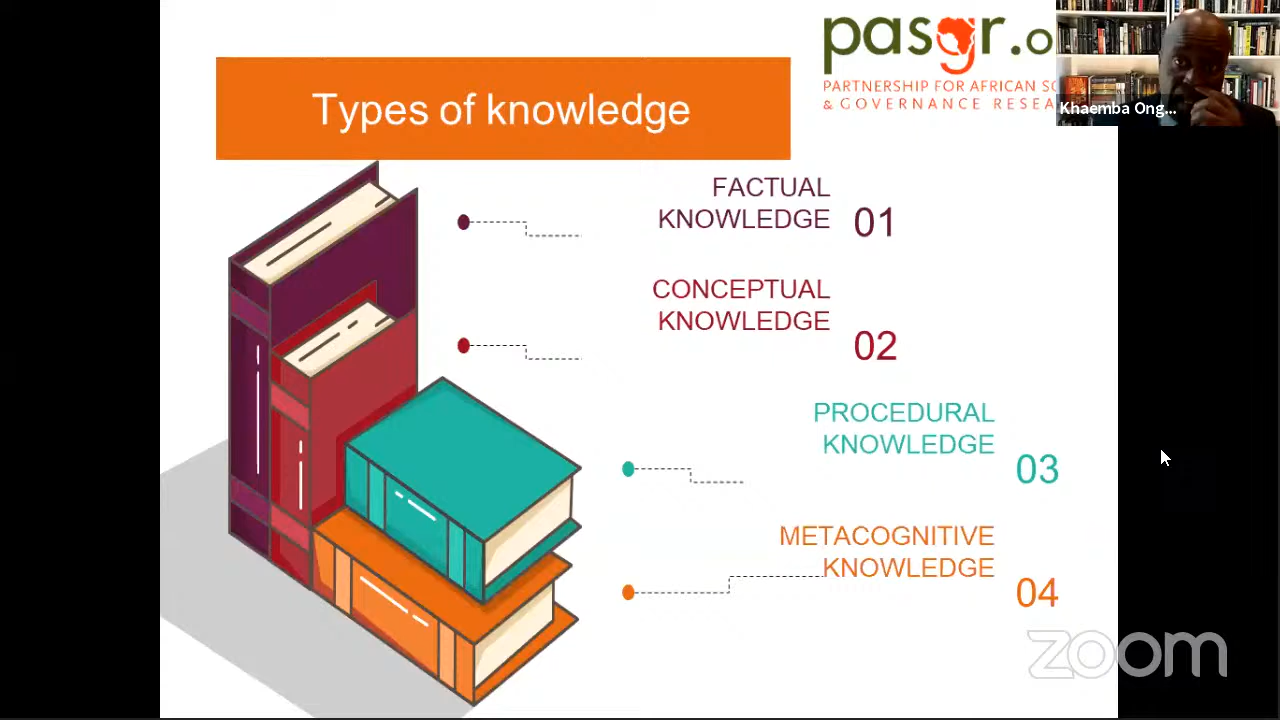 Types of knowledge
pasgr.o
PARTNERSHIP FOR AFRICAN SO
& GOVERNANCE RESEA
Khaemba Ong...
FACTUAL
KNOWLEDGE 01
CONCEPTUAL
KNOWLEDGE
02
PROCEDURAL
KNOWLEDGE
03
METACOGNITIVE
KNOWLEDGE
04
zoom